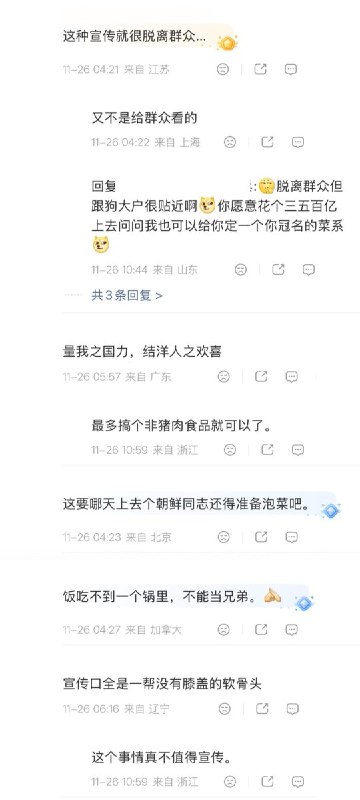 这种宣传就很脱离群众...
11-26 04:21 来自 江苏
又不是给群众看的
11-26 04:22 来自 上海
回复 :脱离群众但
跟狗大户很贴近啊 你愿意花个三五百亿
上去问问我也可以给你定一个你冠名的菜系
11-26 10:44 来自 山东
共3条回复 >
量我之国力，结洋人之欢喜
11-26 05:57 来自 广东
最多搞个非猪肉食品就可以了。
11-26 10:59 来自 浙江
这要哪天上去个朝鲜同志还得准备泡菜吧。
11-26 04:23 来自 北京
饭吃不到一个锅里，不能当兄弟。
11-26 04:27 来自 加拿大
宣传口全是一帮没有膝盖的软骨头
11-26 06:16 来自 辽宁
这个事情真不值得宣传。
11-26 10:59 来自 浙江